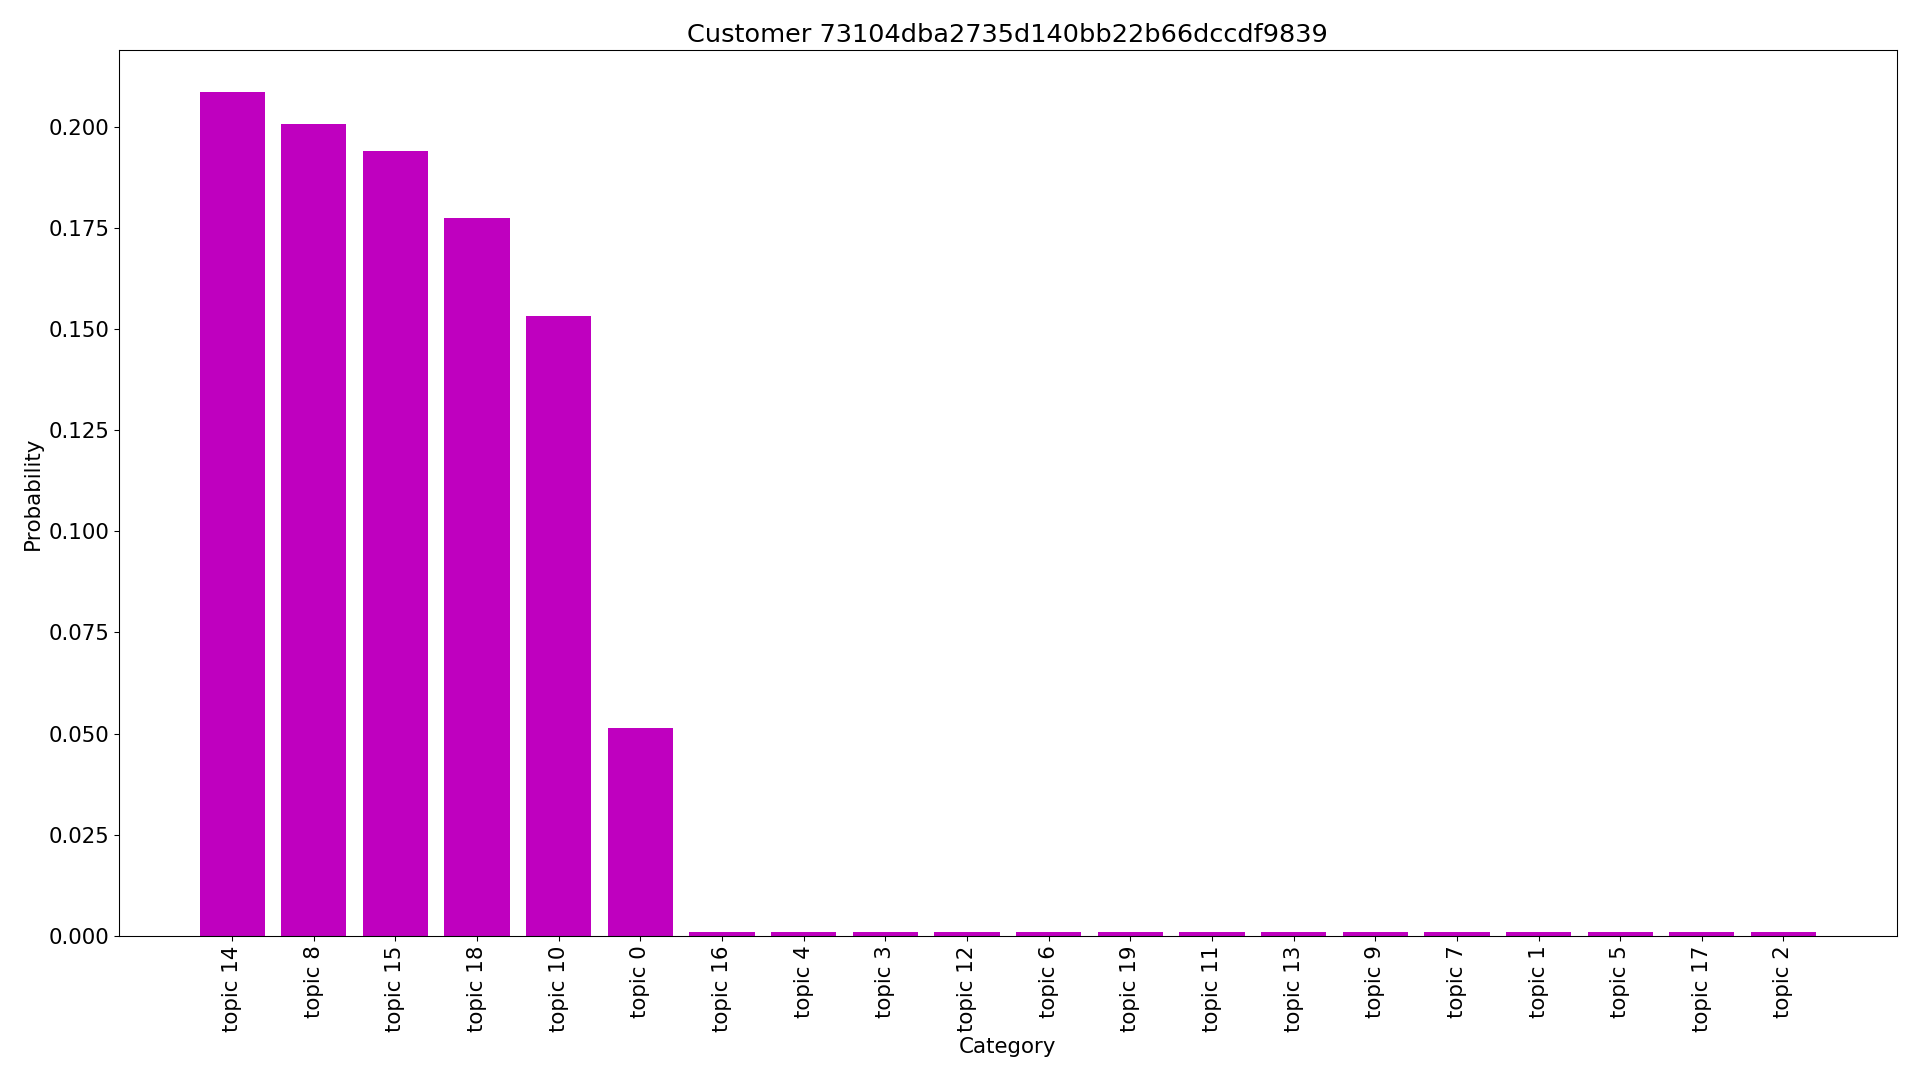 Customer 73104dba2735d140bb22b66dccdf9839
Probability
0.200
0.175
0.150
0.125
0.100
0.075
0.050
0.025
0.000
topic 14
topic 8
topic 15
topic 18
topic 10
topic 0
topic 16
topic 4
topic 3
topic 12
topic 6
topic 19
topic 11
topic 13
topic 9
topic 7
topic 1
topic 5
topic 17
topic 2
Category